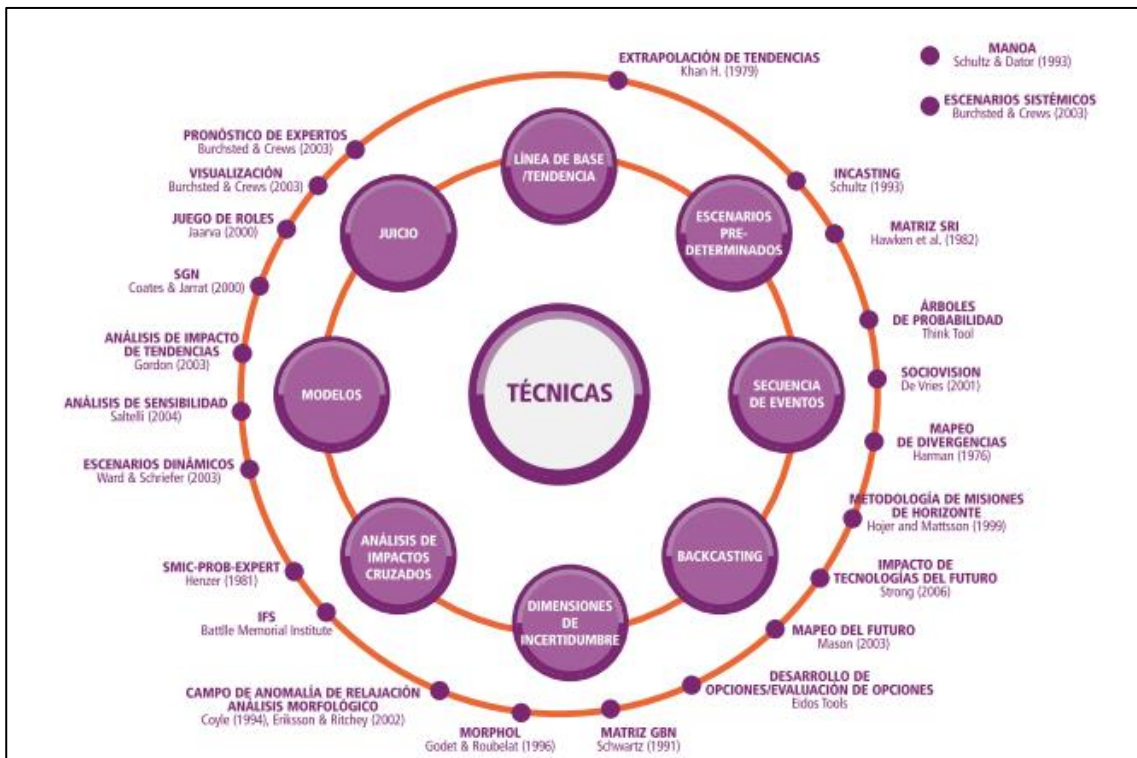 EXTRAPOLACIÓN DE TENDENCIAS
Khan H. (1979)
MANOA
Schultz & Dator (1993)
ESCENARIOS SISTÉMICOS
Burchsted & Crews (2003)
PRONÓSTICO DE EXPERTOS
Burchsted & Crews (2003)
VISUALIZACIÓN
Burchsted & Crews (2003)
JUEGO DE ROLES
Jaarva (2000)
SGN
Coates & Jarrat (2000)
ANÁLISIS DE IMPACTO
DE TENDENCIAS
Gordon (2003)
ANÁLISIS DE SENSIBILIDAD
Saltelli (2004)
ESCENARIOS DINÁMICOS
Ward & Schriefer (2003)
SMIC-PROB-EXPERT
Henzer (1981)
IFS
Battlle Memorial Institute
CAMPO DE ANOMALÍA DE RELAJACIÓN
ANÁLISIS MORFOLÓGICO
Coyle (1994), Eriksson & Ritchey (2002)
MORPHOL
Godet & Roubelat (1996)
MATRIZ GBN
Schwartz (1991)
DESARROLLO DE
OPCIONES/EVALUACIÓN DE OPCIONES
Eidos Tools
MAPEO DEL FUTURO
Mason (2003)
IMPACTO DE
TECNOLOGÍAS DEL FUTURO
Strong (2006)
METODOLOGÍA DE MISIONES
DE HORIZONTE
Hojer and Mattsson (1999)
MAPEO
DE DIVERGENCIAS
Harman (1976)
SOCIOVISION
De Vries (2001)
ÁRBOLES
DE PROBABILIDAD
Think Tool
MATRIZ SRI
Hawken et al. (1982)
INCASTING
Schultz (1993)
LÍNEA DE BASE
/TENDENCIA
ESCENARIOS
PRE-
DETERMINADOS
SECUENCIA
DE EVENTOS
BACKCASTING
DIMENSIONES
DE
INCERTIDUMBRE
ANÁLISIS DE
IMPACTOS
CRUZADOS
MODELOS
JUICIO
TÉCNICAS